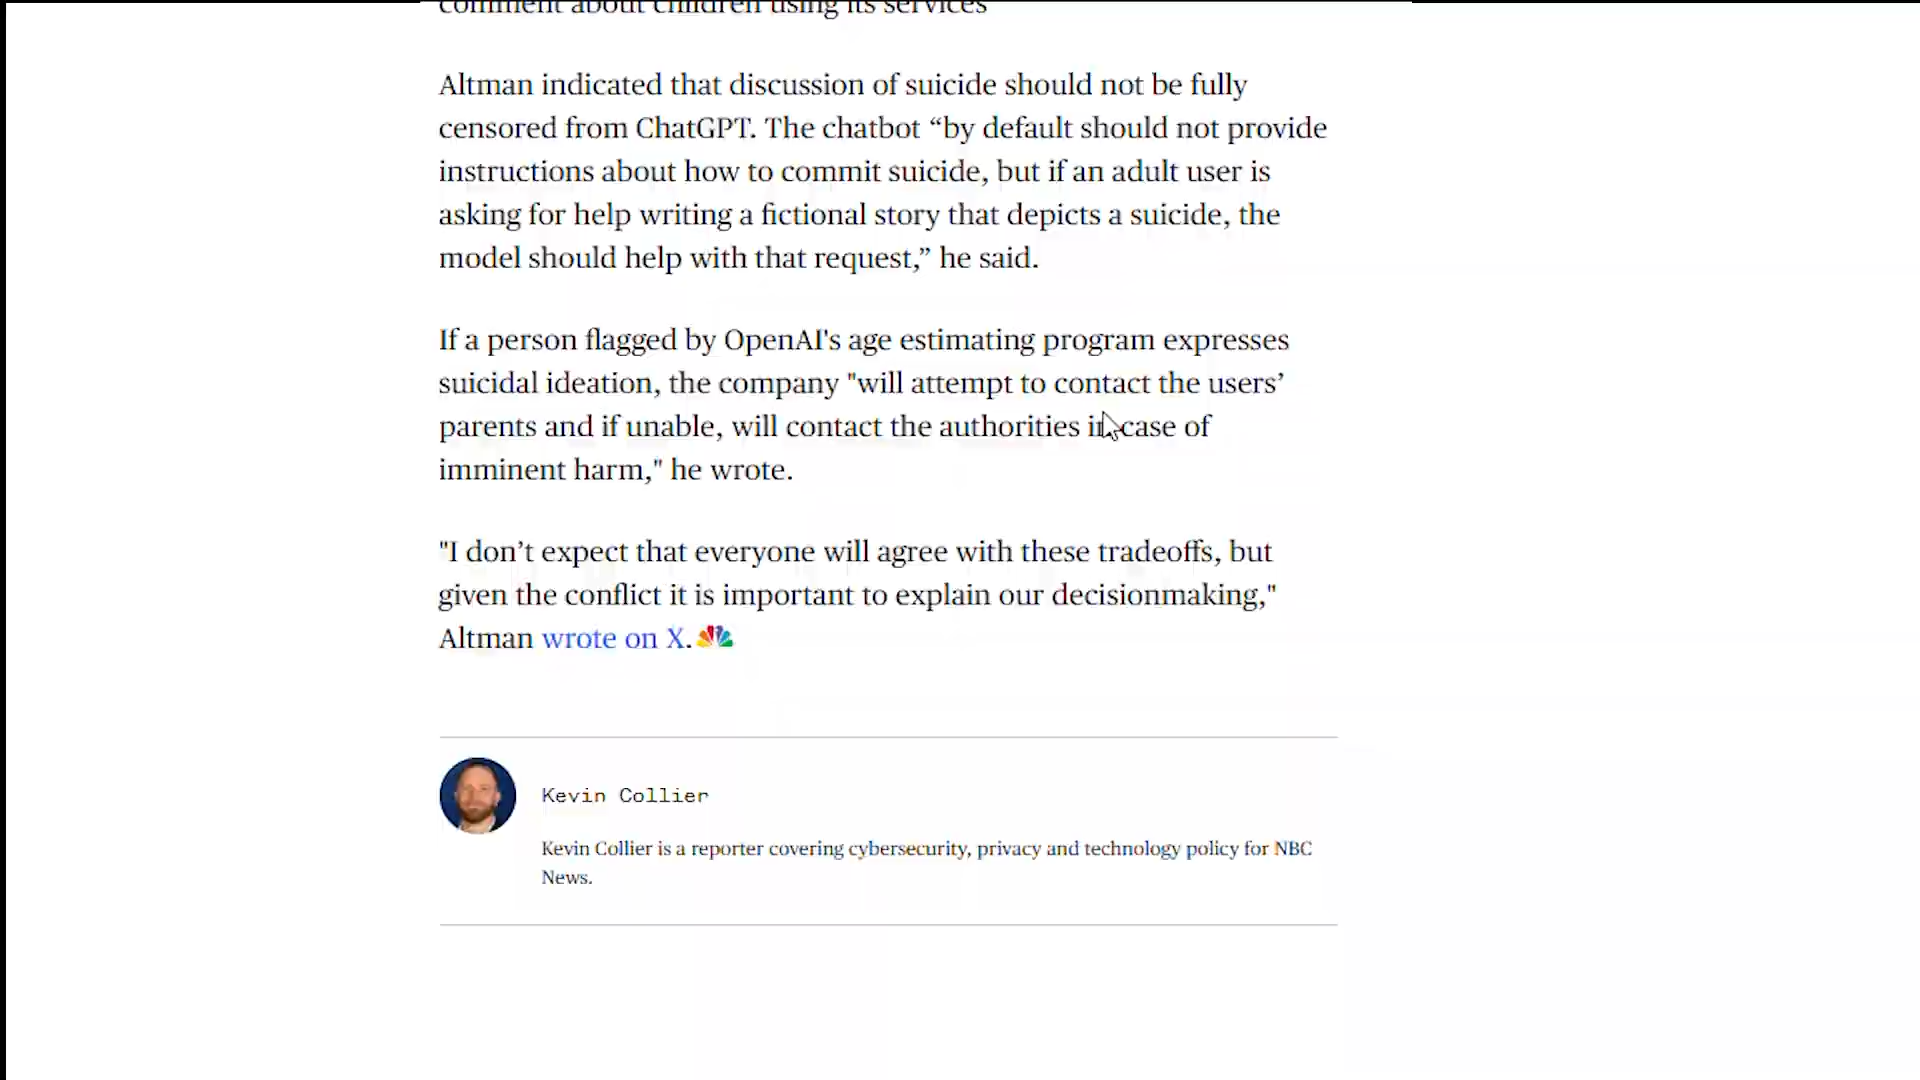 comment about children using its services
Altman indicated that discussion of suicide should not be fully
censored from ChatGPT. The chatbot “by default should not provide
instructions about how to commit suicide, but if an adult user is
asking for help writing a fictional story that depicts a suicide, the
model should help with that request,” he said.
If a person flagged by OpenAI's age estimating program expresses
suicidal ideation, the company "will attempt to contact the users’
parents and if unable, will contact the authorities in case of
imminent harm," he wrote.
"I don’t expect that everyone will agree with these tradeoffs, but
given the conflict it is important to explain our decisionmaking,"
Altman wrote on X.
Kevin Collier
Kevin Collier is a reporter covering cybersecurity, privacy and technology policy for NBC
News.